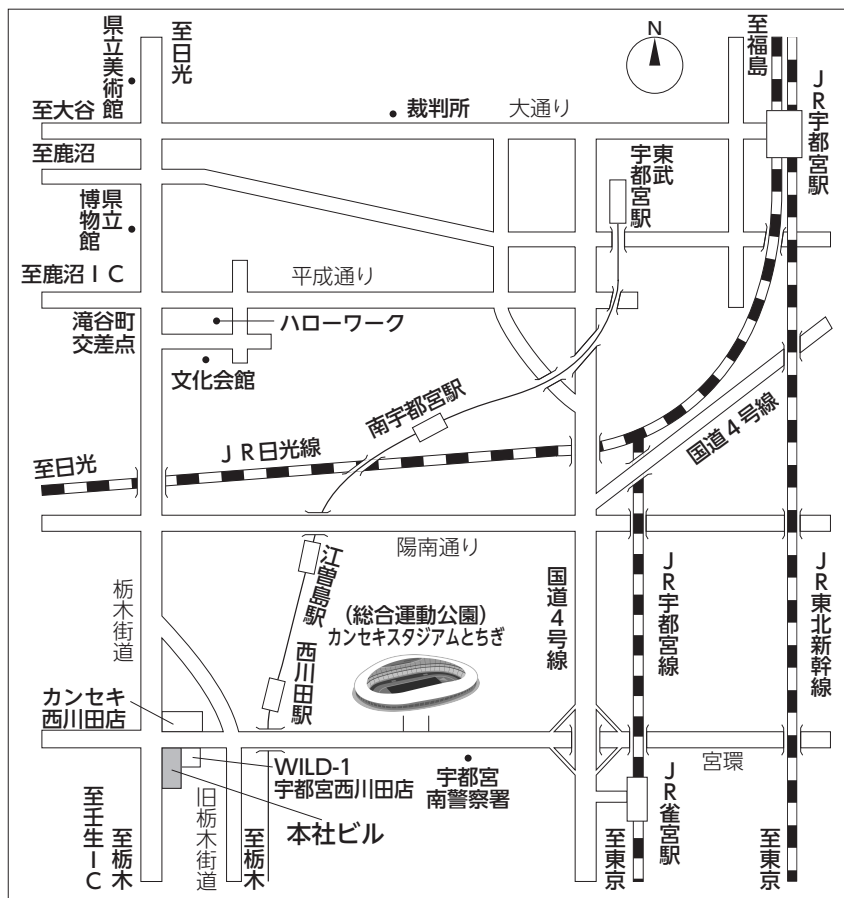 N
県立美術館
至日光
至福島
JR宇都宮駅
至大谷
裁判所
大通り
至鹿沼
東武
宇都宮駅
県立
博物館
至鹿沼IC
平成通り
滝谷町
交差点
ハローワーク
文化会館
南宇都宮駅
国道4号線
至日光
JR日光線
陽南通り
栃木街道
江曽島駅
(総合運動公園)
カンセキスタジアムとちぎ
国道4号線
JR宇都宮線
JR東北新幹線
西川田駅
カンセキ
西川田店
宮環
WILD-1
宇都宮西川田店
宇都宮
南警察署
本社ビル
至壬生IC
至栃木
旧栃木街道
至栃木
至東京
JR雀宮駅
至東京